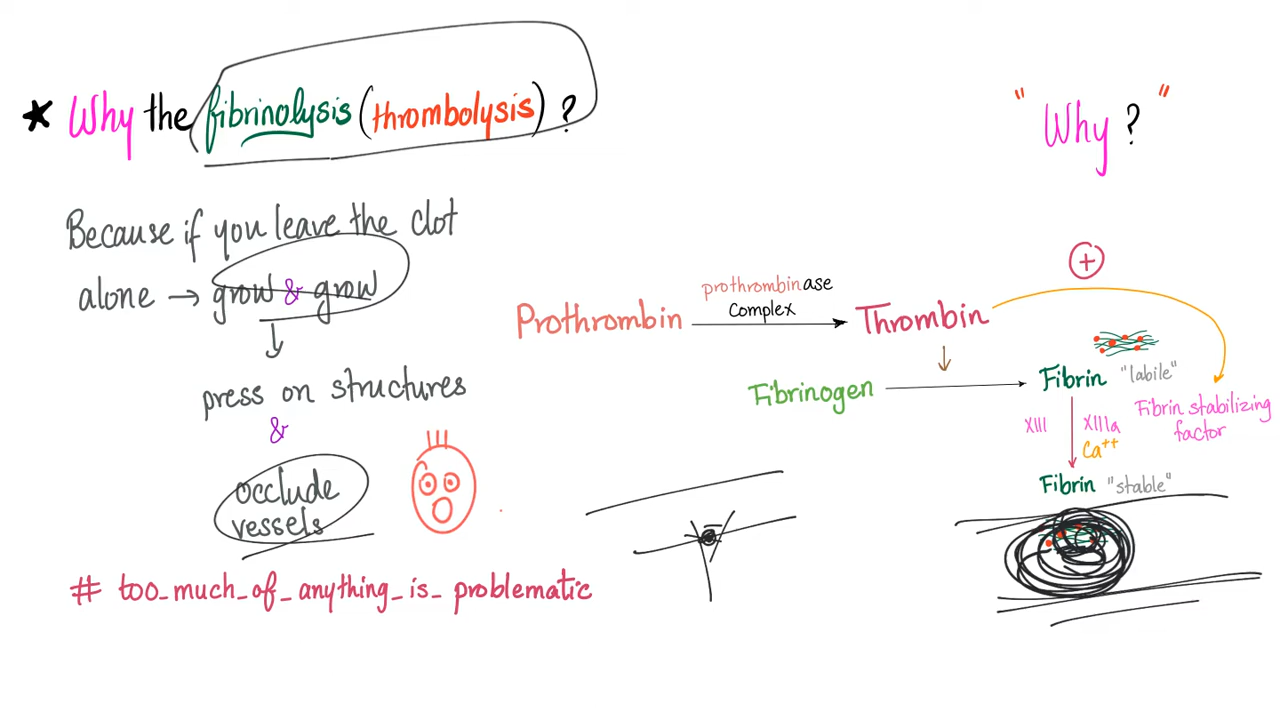 * Why the fibrinolysis (thrombolysis) ?
" Why ? "
Because if you leave the clot
alone → grow & grow
press on structures
&
occlude
vessels
# too_much_of_anything_is_problematic
prothrombinase
Complex
Prothrombin → Thrombin
+
Fibrinogen → Fibrin "labile"
XIII XIIIa
Ca++
Fibrin stabilizing
factor
Fibrin "stable"